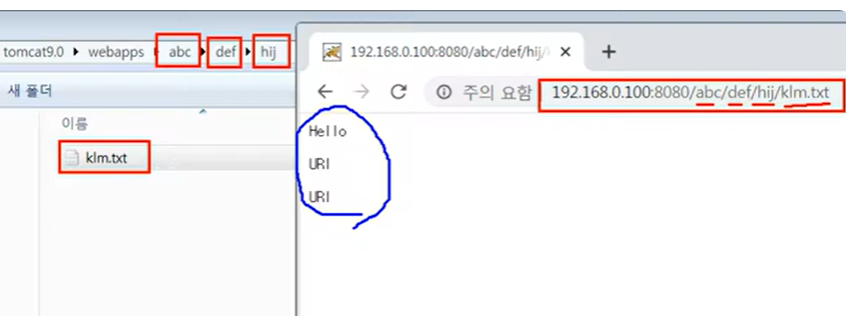 tomcat9.0 ▸ webapps ▸ abc ▸ def ▸ hij
새 폴더
이름
klm.txt
192.168.0.100:8080/abc/def/hij/
주의 요함
192.168.0.100:8080/abc/def/hij/klm.txt
Hello
URI
URI